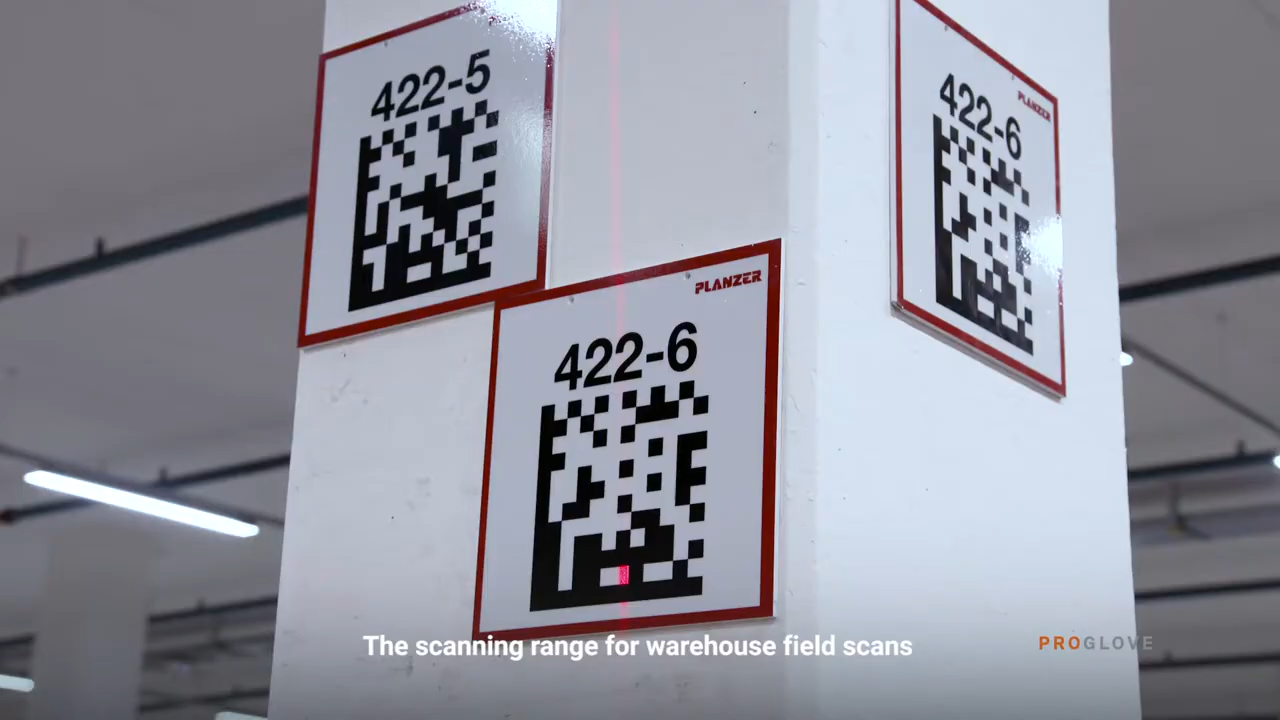 422-5
PLANZER
422-6
PLANZER
422-6
The scanning range for warehouse field scans
PROGLOVE